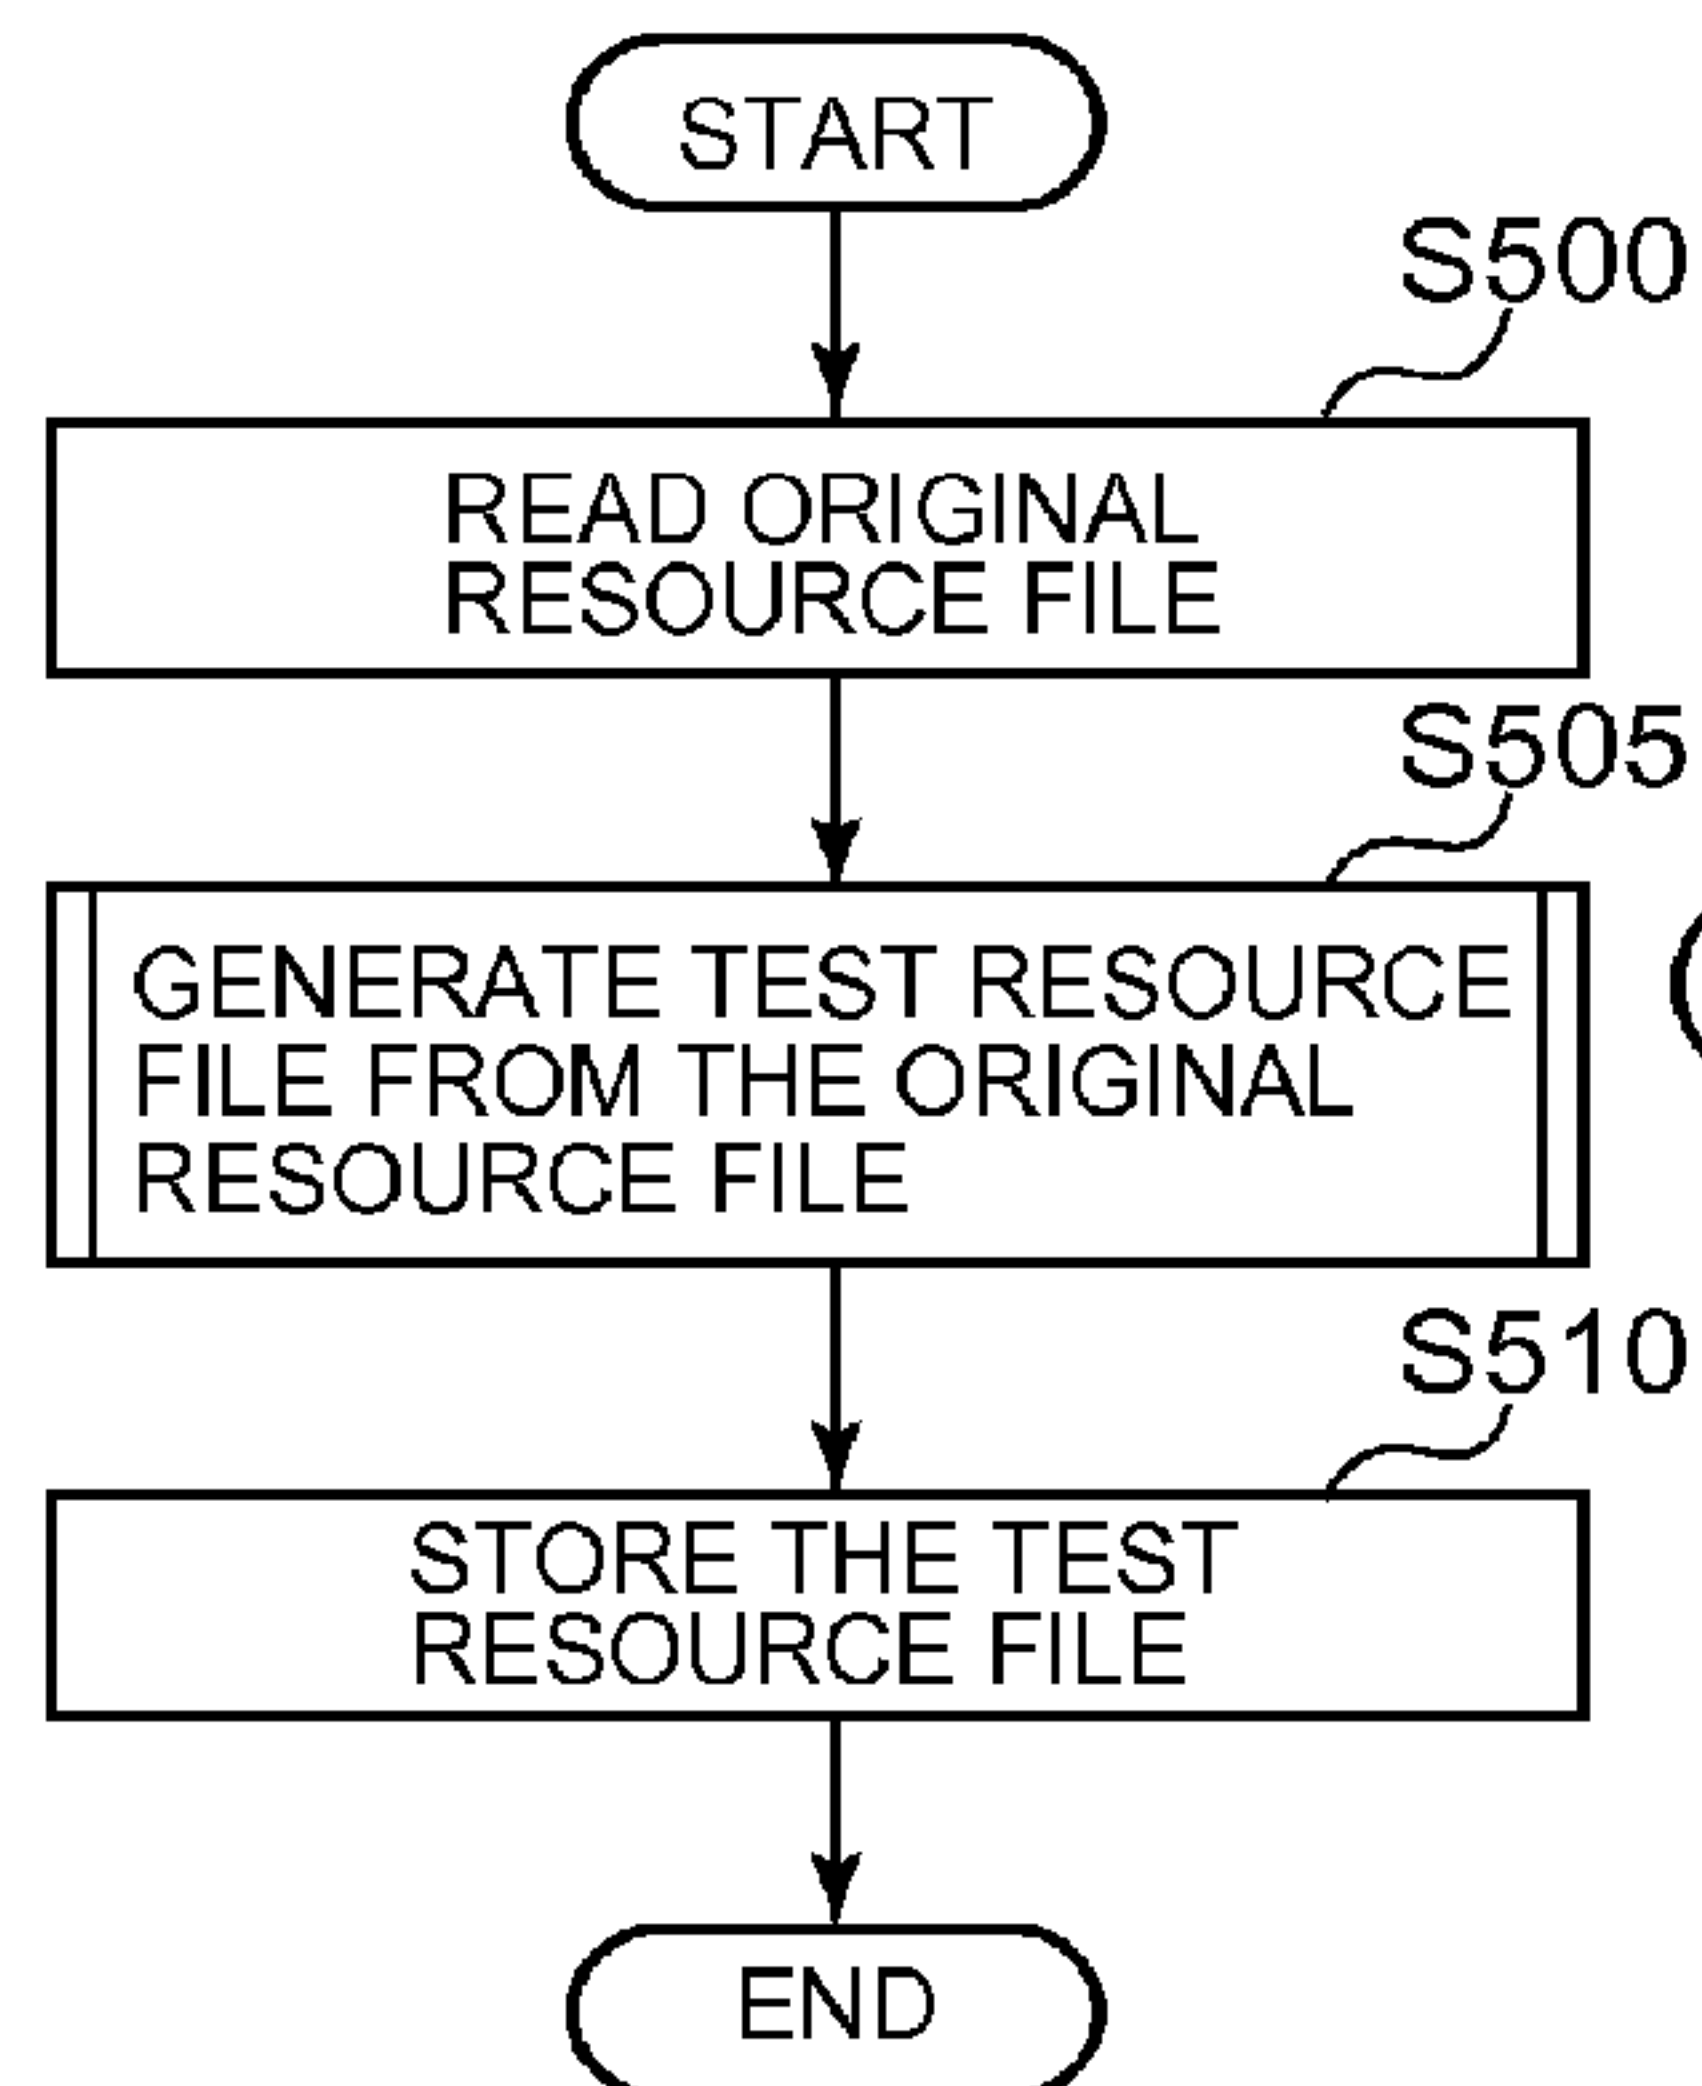 START
S500
READ ORIGINAL
RESOURCE FILE
S505
GENERATE TEST RESOURCE
FILE FROM THE ORIGINAL
RESOURCE FILE
S510
STORE THE TEST
RESOURCE FILE
END